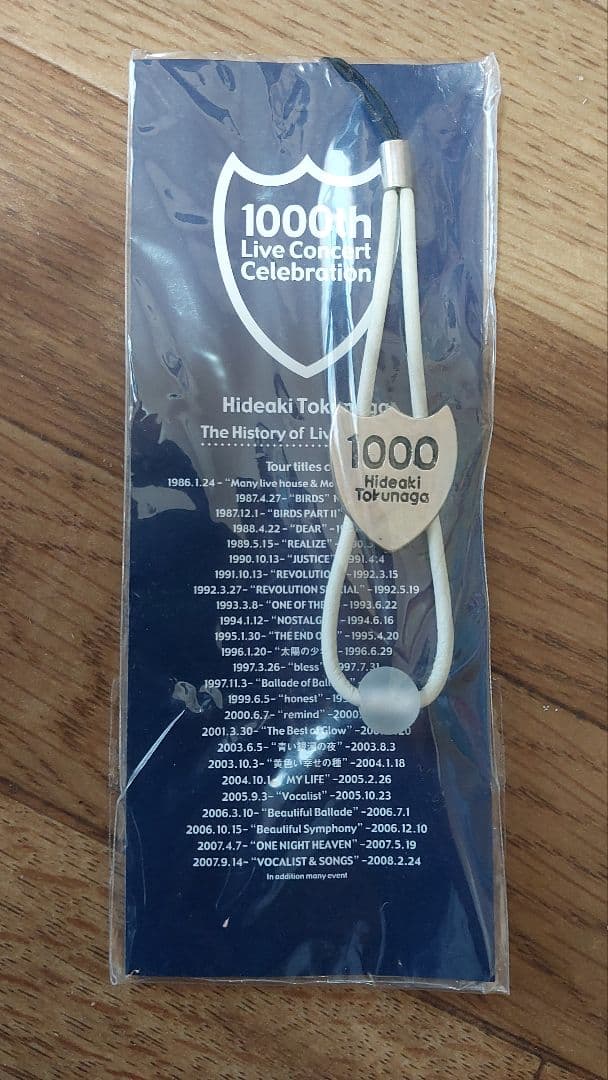 1000th
Live Concert
Celebration
Hideaki Tokunaga
The History of Liv
Tour titles
1986.1.24 - "Many live house &
1987.4.27- "BIRDS"
1987.12.1- "BIRDS PART II"
1988.4.22 - "DEAR"
1989.5.15- "REALIZE"
1990.10.13- "JUSTICE" 1991.4.4
1991.10.13- "REVOLUTIO -1992.3.15
1992.3.27- "REVOLUTION SPECIAL" -1992.5.19
1993.3.8- "ONE OF THE -1993.6.22
1994.1.12- "NOSTALG -1994.6.16
1995.1.30- "THE END O -1995.4.20
1996.1.20- "太陽の少 -1996.6.29
1997.3.26- "bless" 1997.7.31
1997.11.3- "Ballade of
1999.6.5- "honest"
2000.6.7- "remind" -2000
2001.3.30- "The Best of Glow"
2003.6.5- "青い の夜" -2003.8.3
2003.10.3- "黄色い幸せの種" -2004.1.18
2004.10.1- "MY LIFE" -2005.2.26
2005.9.3- "Vocalist" -2005.10.23
2006.3.10- "Beautiful Ballade" -2006.7.1
2006.10.15- "Beautiful Symphony" -2006.12.10
2007.4.7- "ONE NIGHT HEAVEN" -2007.5.19
2007.9.14- "VOCALIST & SONGS" -2008.2.24
In addition many event
1000
Hideaki
Tokunaga